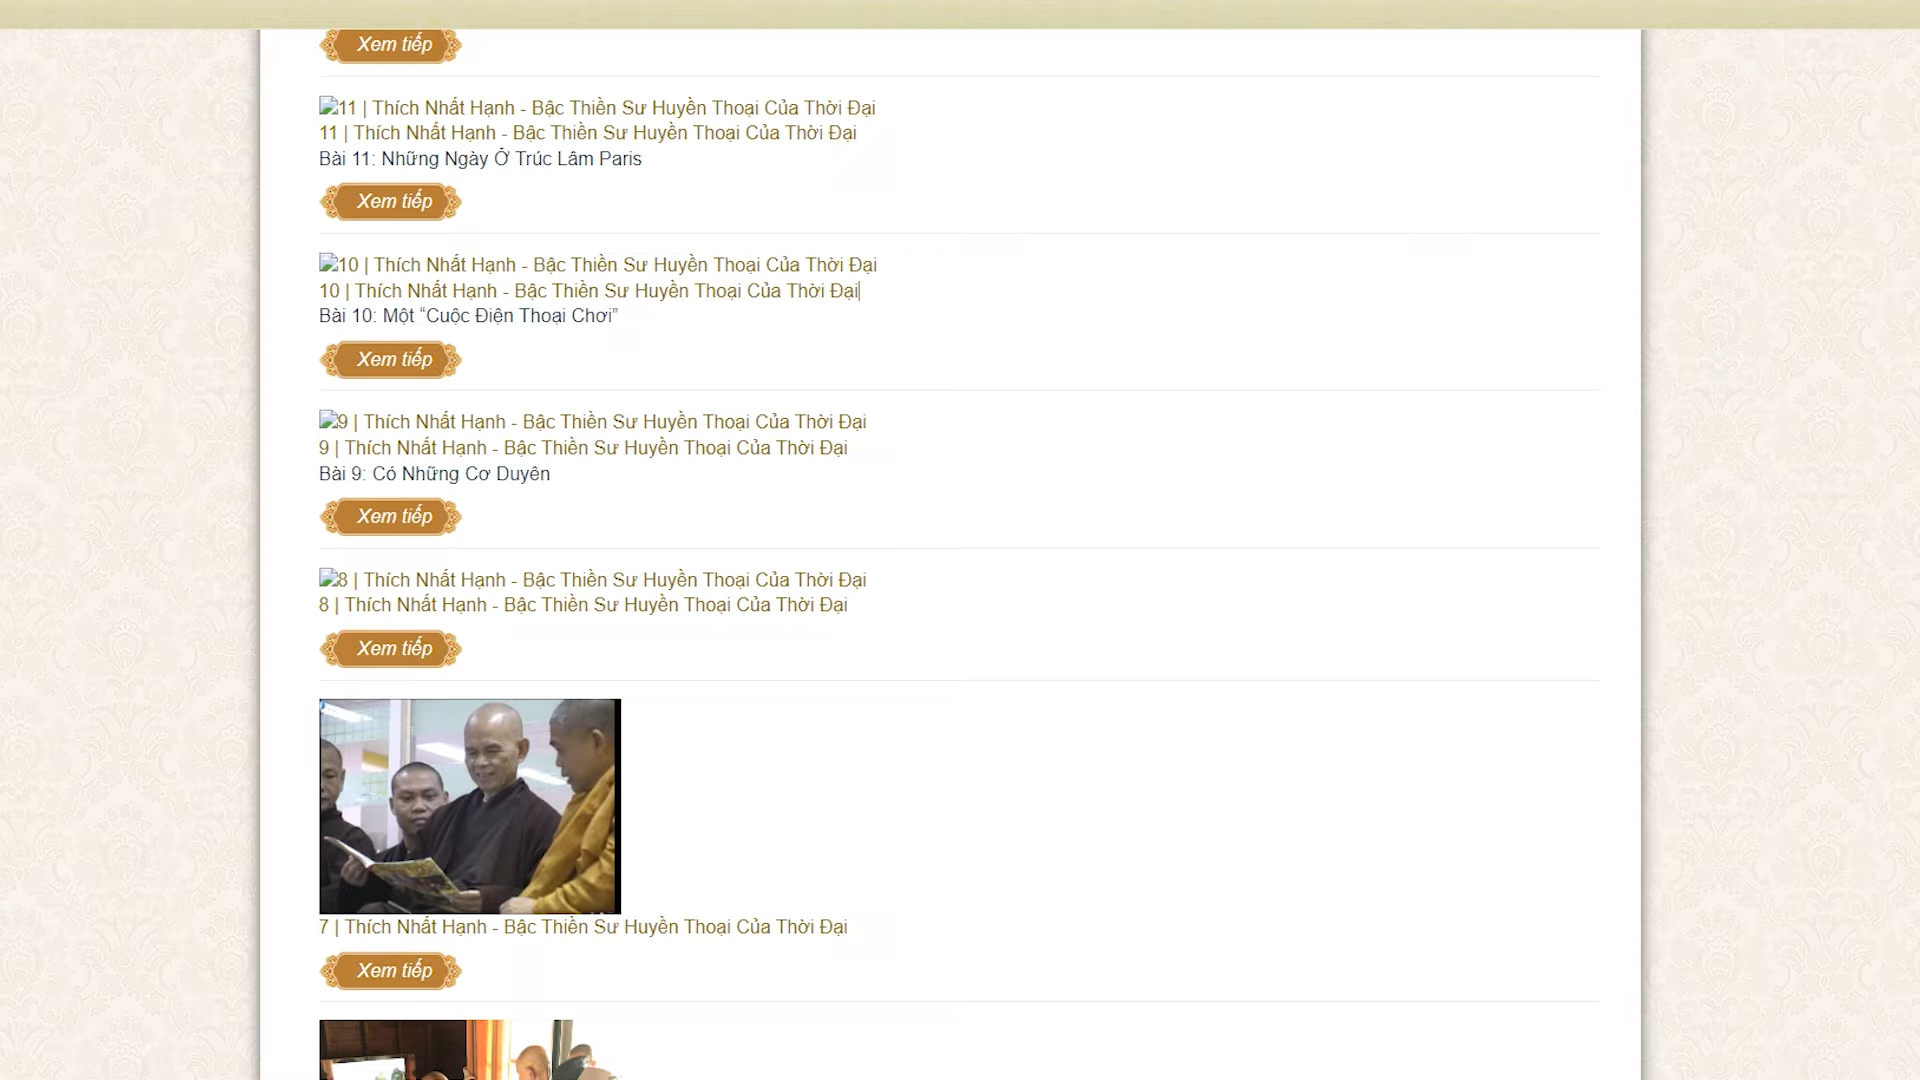 Xem tiếp
11 | Thích Nhất Hạnh - Bậc Thiền Sư Huyền Thoại Của Thời Đại
11 | Thích Nhất Hạnh - Bậc Thiền Sư Huyền Thoại Của Thời Đại
Bài 11: Những Ngày Ở Trúc Lâm Paris
Xem tiếp
10 | Thích Nhất Hạnh - Bậc Thiền Sư Huyền Thoại Của Thời Đại
10 | Thích Nhất Hạnh - Bậc Thiền Sư Huyền Thoại Của Thời Đại
Bài 10: Một “Cuộc Điện Thoại Chơi”
Xem tiếp
9 | Thích Nhất Hạnh - Bậc Thiền Sư Huyền Thoại Của Thời Đại
9 | Thích Nhất Hạnh - Bậc Thiền Sư Huyền Thoại Của Thời Đại
Bài 9: Có Những Cơ Duyên
Xem tiếp
8 | Thích Nhất Hạnh - Bậc Thiền Sư Huyền Thoại Của Thời Đại
8 | Thích Nhất Hạnh - Bậc Thiền Sư Huyền Thoại Của Thời Đại
Xem tiếp
7 | Thích Nhất Hạnh - Bậc Thiền Sư Huyền Thoại Của Thời Đại
Xem tiếp